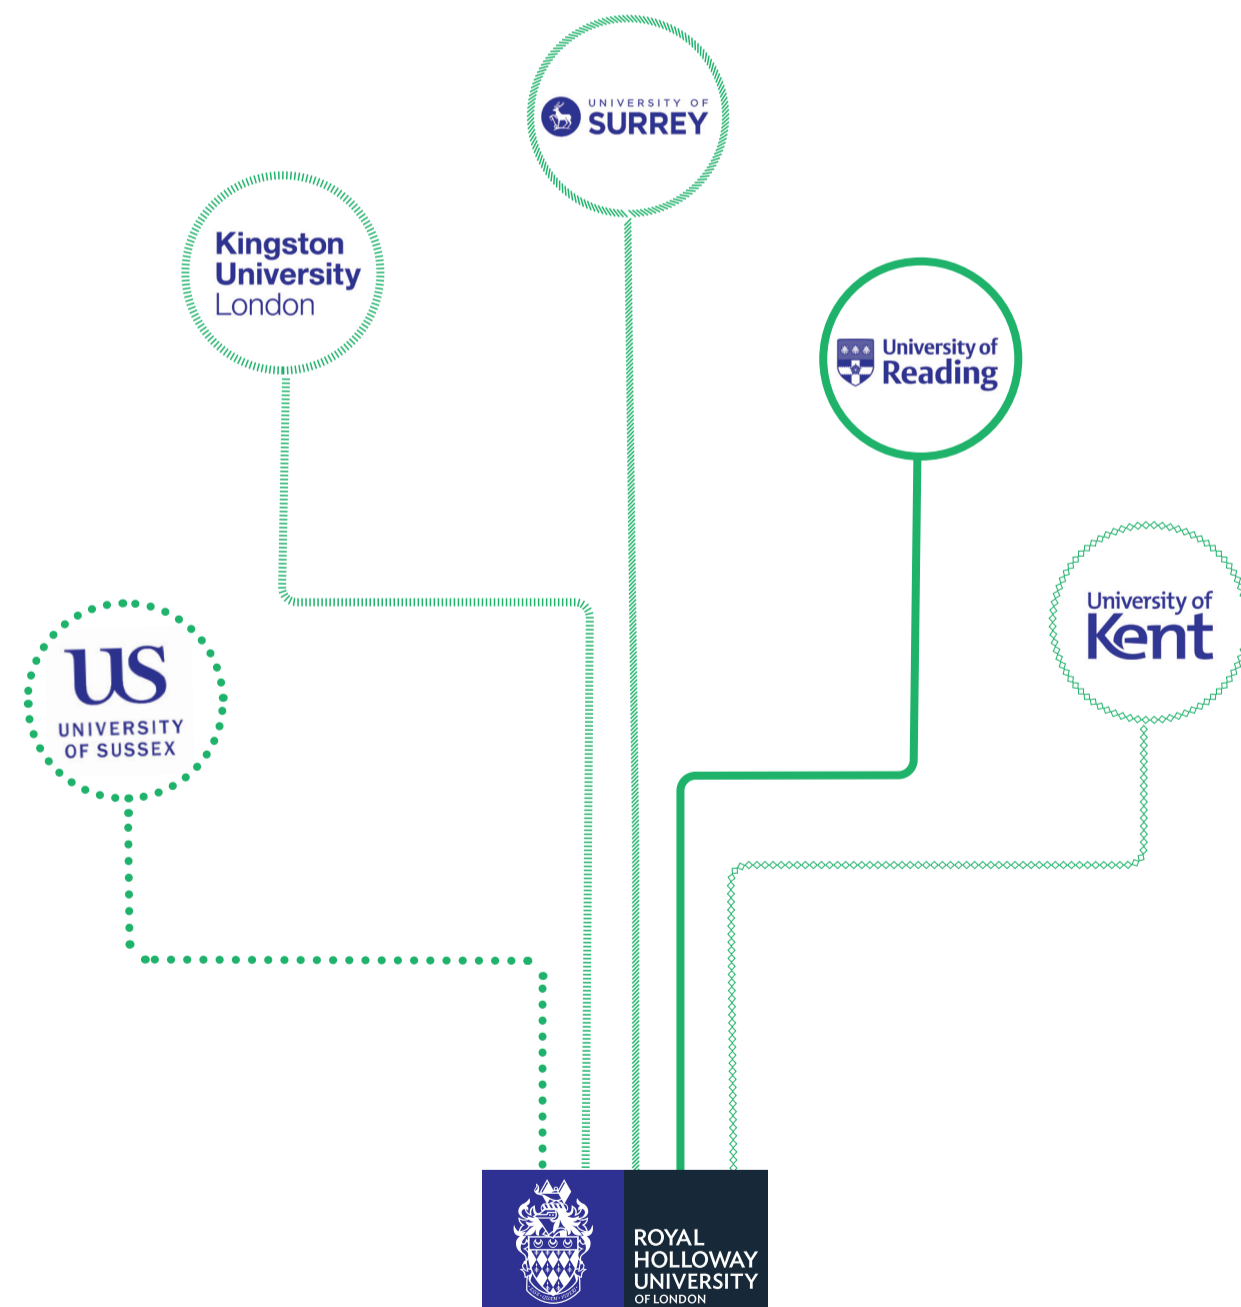 UNIVERSITY OF
SURREY
Kingston
University
London
University of
Reading
University of
Kent
US
UNIVERSITY
OF SUSSEX
ROYAL
HOLLOWAY
UNIVERSITY
OF LONDON